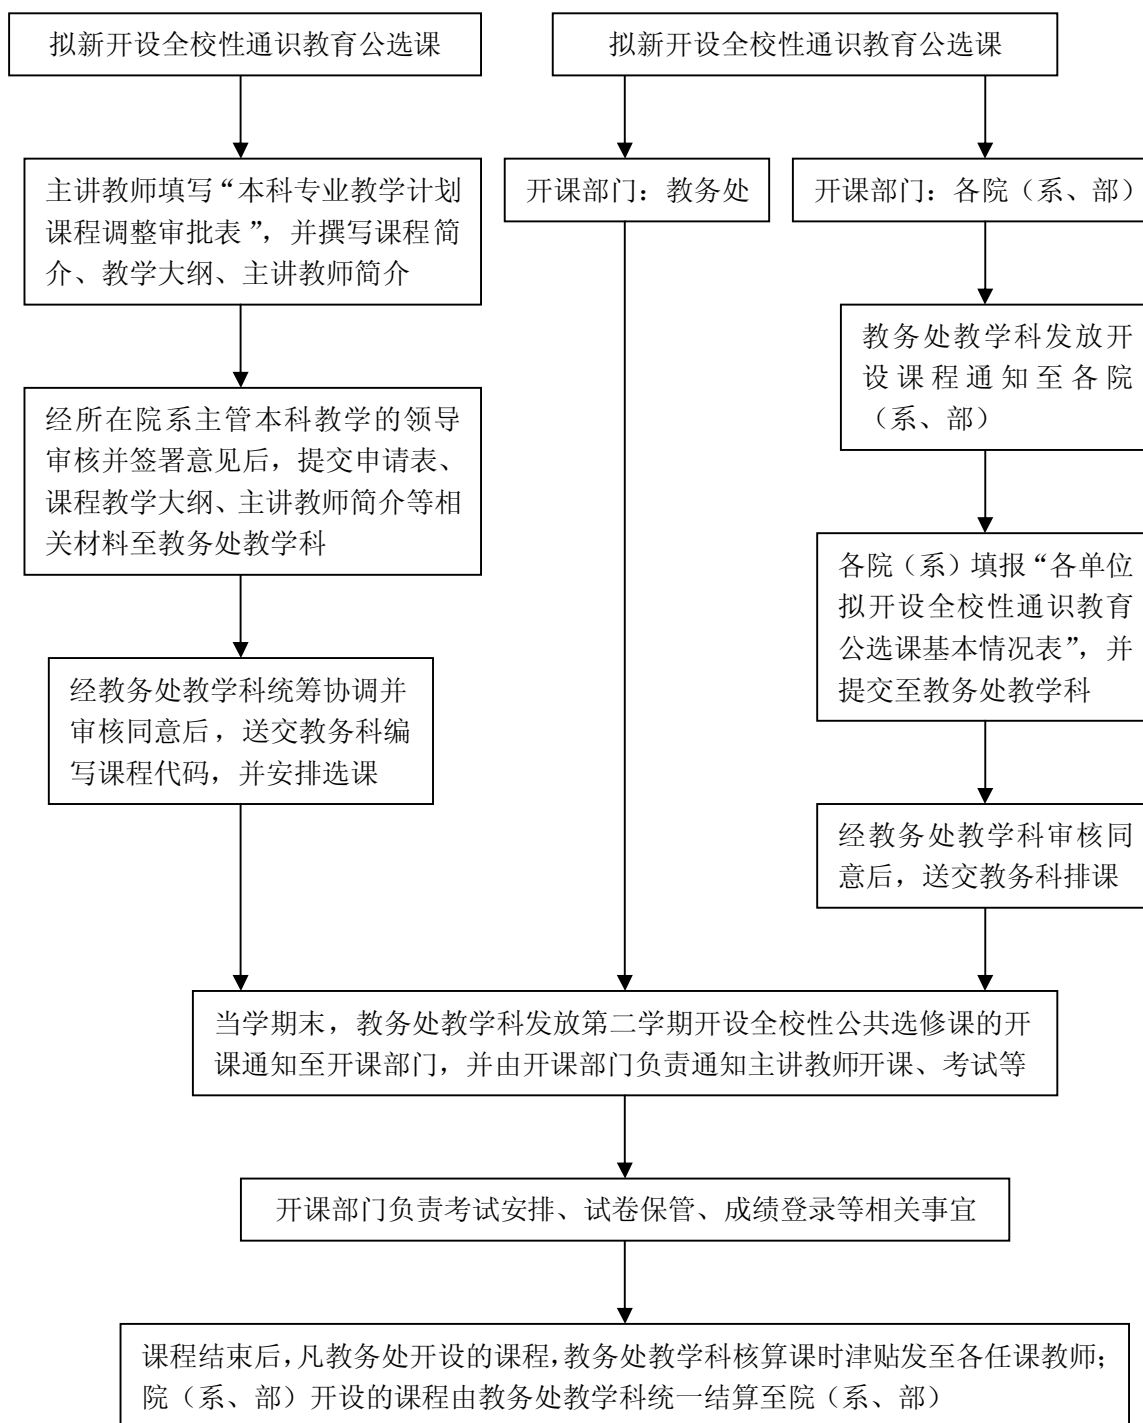 拟新开设全校性通识教育公选课
拟新开设全校性通识教育公选课
主讲教师填写“本科专业教学计划
课程调整审批表”，并撰写课程简
介、教学大纲、主讲教师简介
开课部门：教务处
开课部门：各院（系、部）
教务处教学科发放开
设课程通知至各院
（系、部）
经所在院系主管本科教学的领导
审核并签署意见后，提交申请表、
课程教学大纲、主讲教师简介等相
关材料至教务处教学科
各院（系）填报“各单位
拟开设全校性通识教育
公选课基本情况表”，并
提交至教务处教学科
经教务处教学科统筹协调并
审核同意后，送交教务科编
写课程代码，并安排选课
经教务处教学科审核同
意后，送交教务科排课
当学期末，教务处教学科发放第二学期开设全校性公共选修课的开
课通知至开课部门，并由开课部门负责通知主讲教师开课、考试等
开课部门负责考试安排、试卷保管、成绩登录等相关事宜
课程结束后，凡教务处开设的课程，教务处教学科核算课时津贴发至各任课教师；
院（系、部）开设的课程由教务处教学科统一结算至院（系、部）